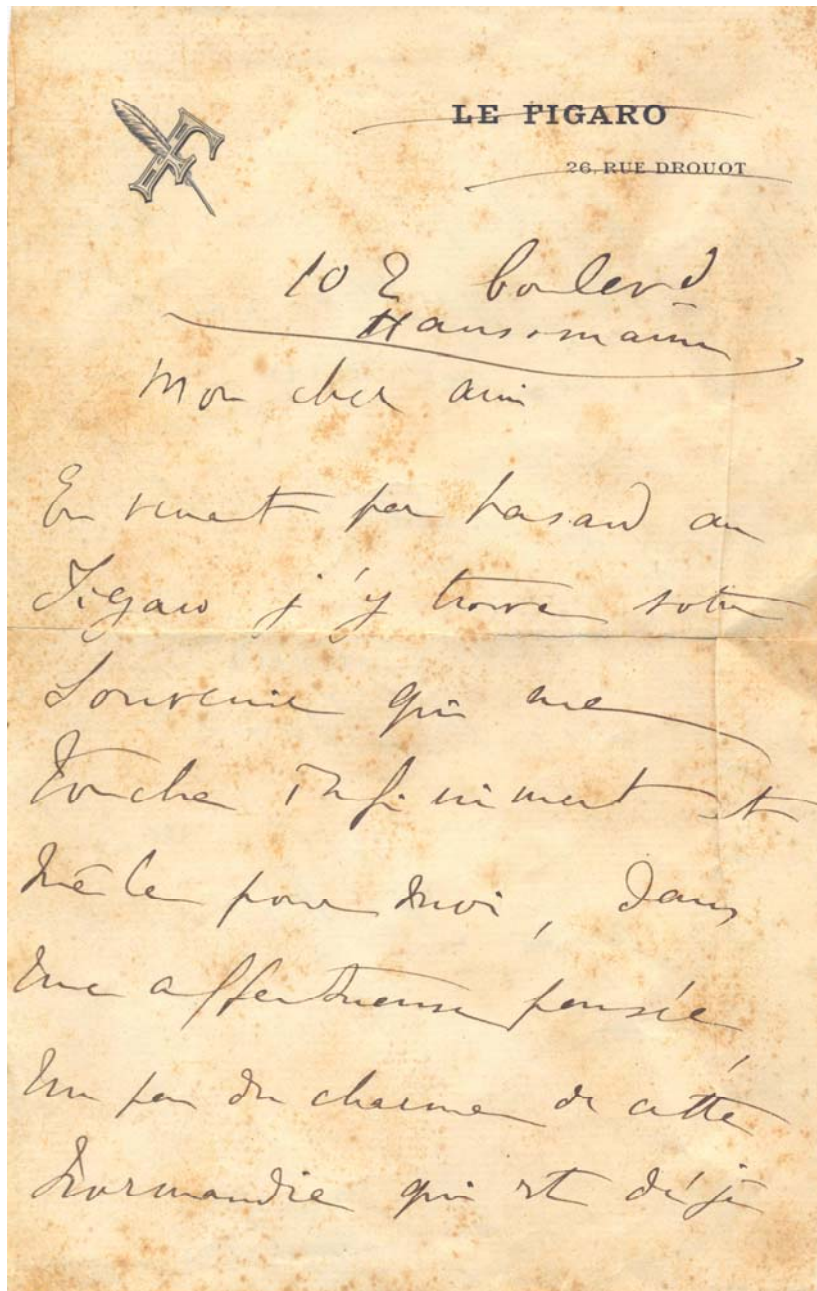 LE FIGARO
26, RUE DROUOT
102 boulevd
Haussmann
Mon cher ami
En venant par hasard au
Figaro j'y trouve votre
souvenir qui me
touche infiniment et
mêle pour moi, dans
une affectueuse pensée,
un peu du charme de cette
Normandie qui est déjà